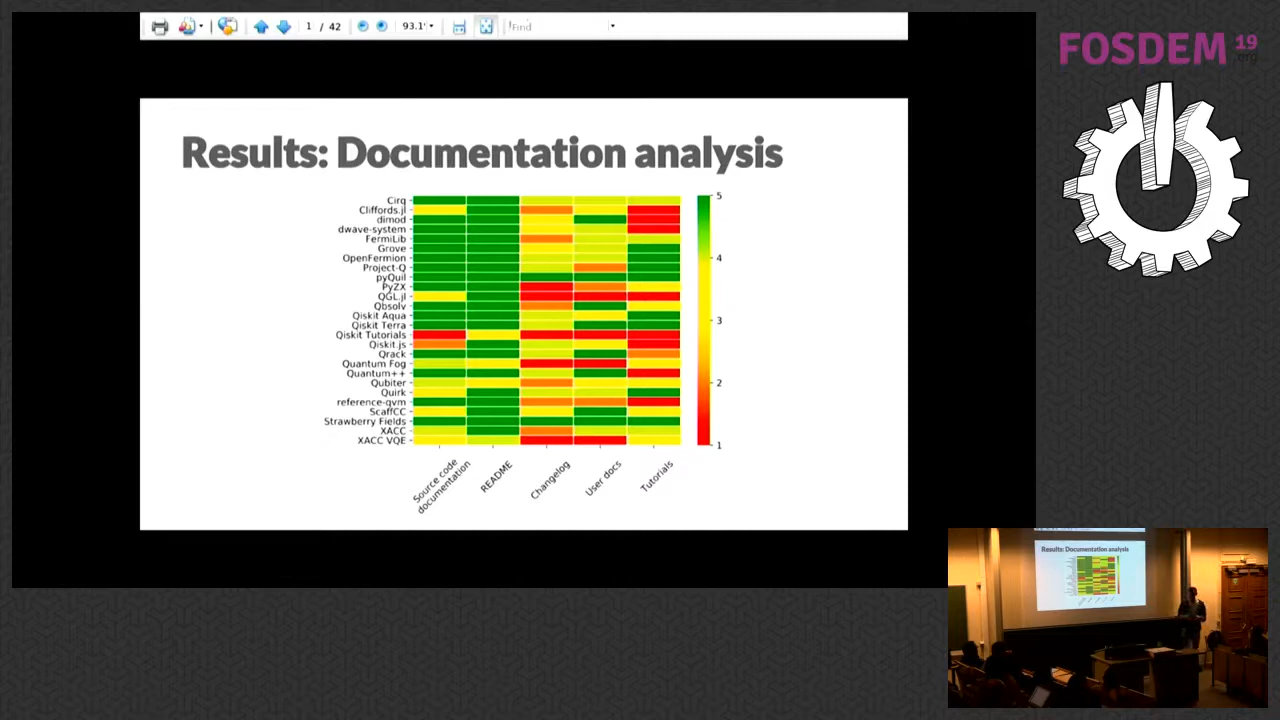 1 / 42
93.1
Find
FOSDEM 19
.org
Results: Documentation analysis
Cirq
Cliffords.jl
dimod
dwave-system
FermiLib
Grove
OpenFermion
Project-Q
pyQuil
PyZX
QGL.jl
Qbsolv
Qiskit Aqua
Qiskit Terra
Qiskit Tutorials
Qiskit.js
Qrack
Quantum Fog
Quantum++
Qubiter
Quirk
reference-qvm
ScaffCC
Strawberry Fields
XACC
XACC VQE
5
4
3
2
1
Source code
documentation
README
Changelog
User docs
Tutorials
Results: Documentation analysis